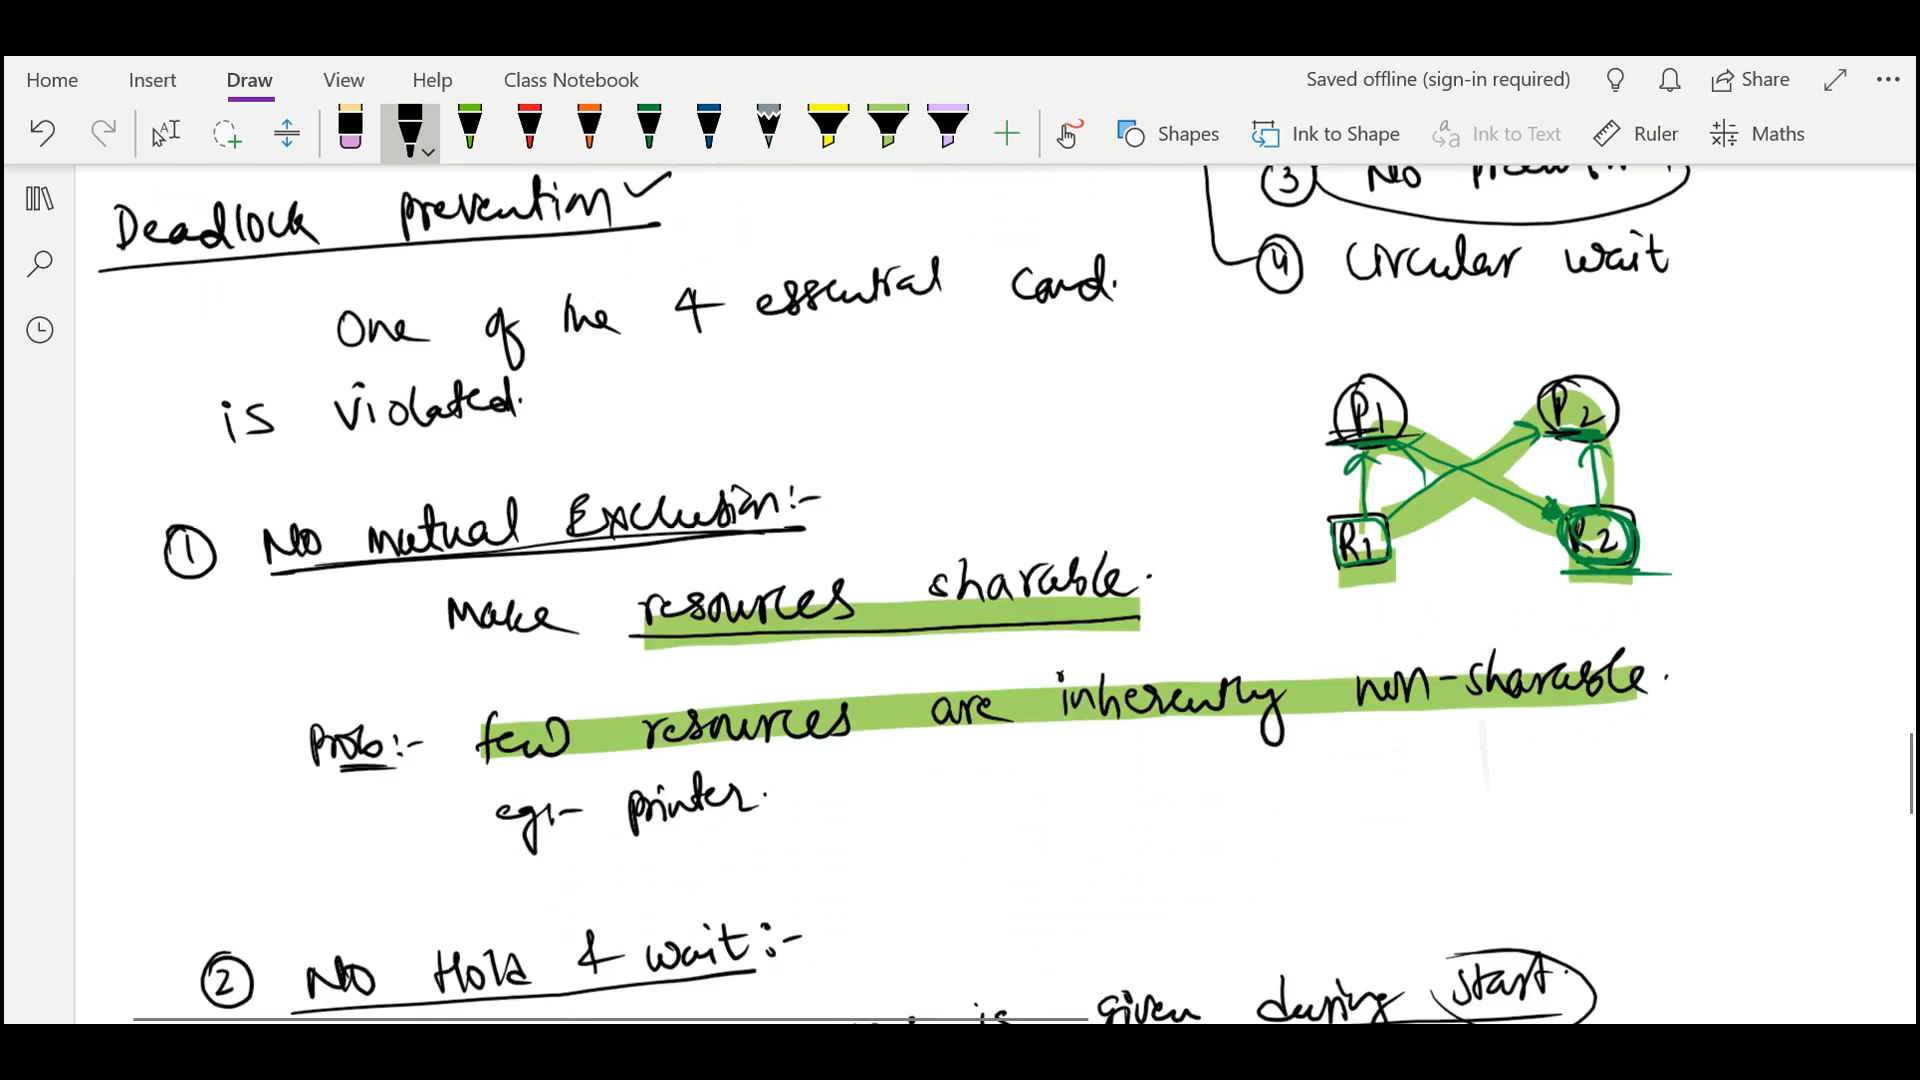 Home Insert Draw View Help Class Notebook Saved offline (sign-in required) Share
Shapes Ink to Shape Ink to Text Ruler Maths
Deadlock prevention
3 No
4 circular wait
One of the 4 essential cond.
is violated.
P1 P2
R1 R2
1 No mutual Exclusion:-
Make resources sharable.
Prob:- few resources are inherently non-sharable.
eg:- printer.
2 No Hold & wait:-
is given during start.